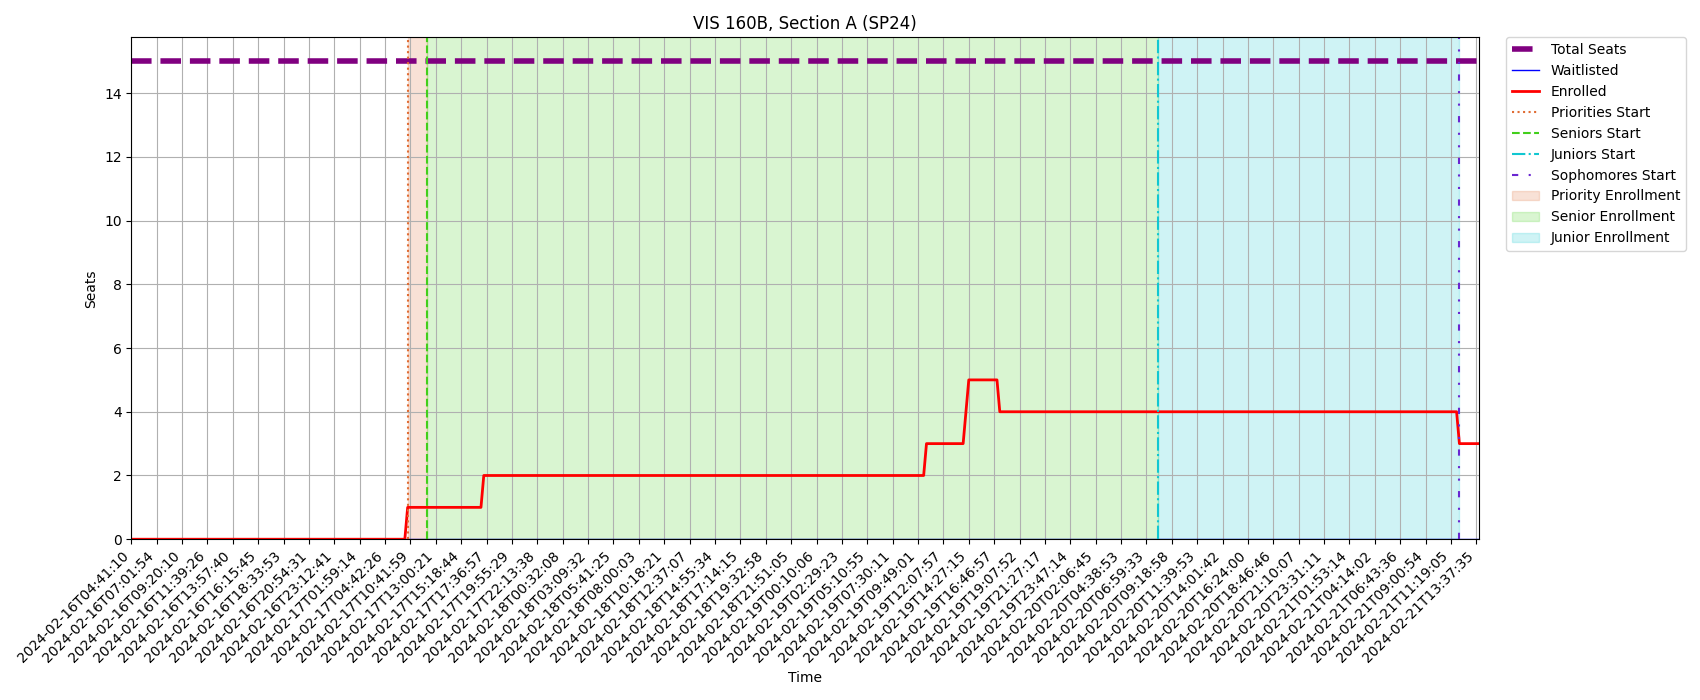 VIS 160B, Section A (SP24)
Seats
14
12
10
8
6
4
2
0
2024-02-16T04:41:10
2024-02-16T07:01:54
2024-02-16T09:20:10
2024-02-16T11:39:26
2024-02-16T13:57:40
2024-02-16T16:15:45
2024-02-16T18:33:53
2024-02-16T20:54:31
2024-02-16T23:12:41
2024-02-17T01:59:14
2024-02-17T04:42:26
2024-02-17T10:41:59
2024-02-17T13:00:21
2024-02-17T15:18:44
2024-02-17T17:36:57
2024-02-17T19:55:29
2024-02-17T22:13:38
2024-02-18T00:32:08
2024-02-18T03:09:32
2024-02-18T05:41:25
2024-02-18T08:00:03
2024-02-18T10:18:21
2024-02-18T12:37:07
2024-02-18T14:55:34
2024-02-18T17:14:15
2024-02-18T19:32:58
2024-02-18T21:51:05
2024-02-19T00:10:06
2024-02-19T02:29:23
2024-02-19T05:10:55
2024-02-19T07:30:11
2024-02-19T09:49:01
2024-02-19T12:07:57
2024-02-19T14:27:15
2024-02-19T16:46:57
2024-02-19T19:07:52
2024-02-19T21:27:17
2024-02-19T23:47:14
2024-02-20T02:06:45
2024-02-20T04:38:53
2024-02-20T06:59:33
2024-02-20T09:18:58
2024-02-20T11:39:53
2024-02-20T14:01:42
2024-02-20T16:24:00
2024-02-20T18:46:46
2024-02-20T21:10:07
2024-02-20T23:31:11
2024-02-21T01:53:14
2024-02-21T04:14:02
2024-02-21T06:43:36
2024-02-21T09:00:54
2024-02-21T11:19:05
2024-02-21T13:37:35
Time
Total Seats
Waitlisted
Enrolled
Priorities Start
Seniors Start
Juniors Start
Sophomores Start
Priority Enrollment
Senior Enrollment
Junior Enrollment